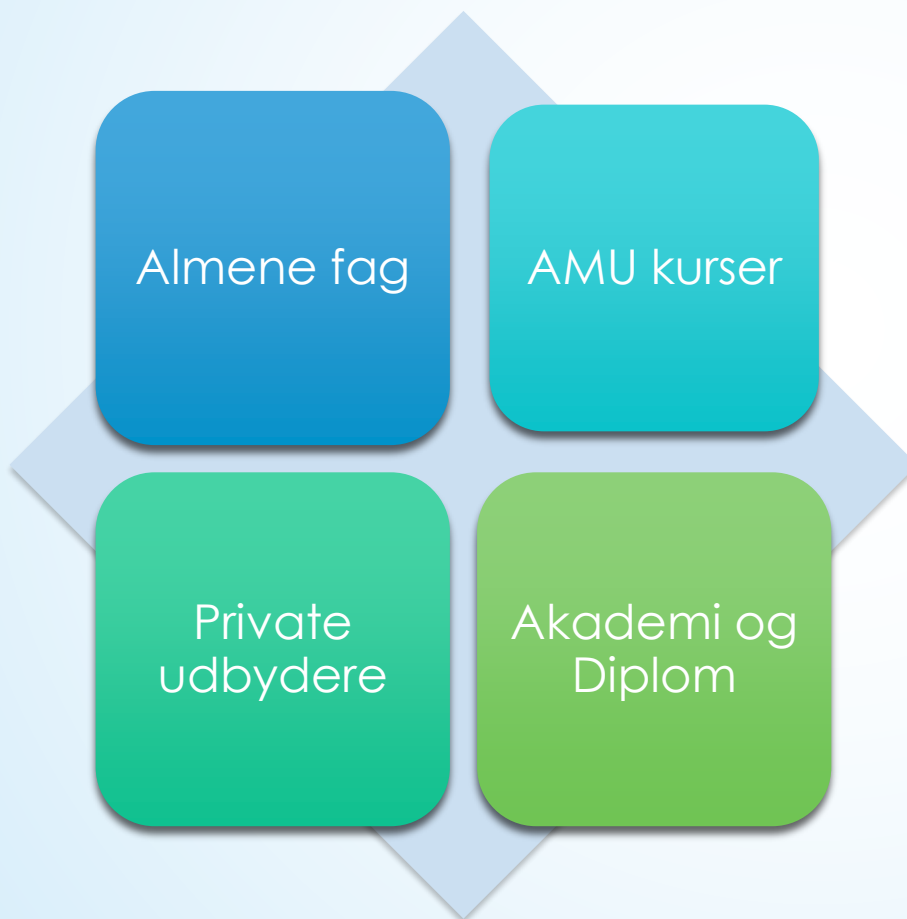 Almene fag
AMU kurser
Private
udbydere
Akademi og
Diplom